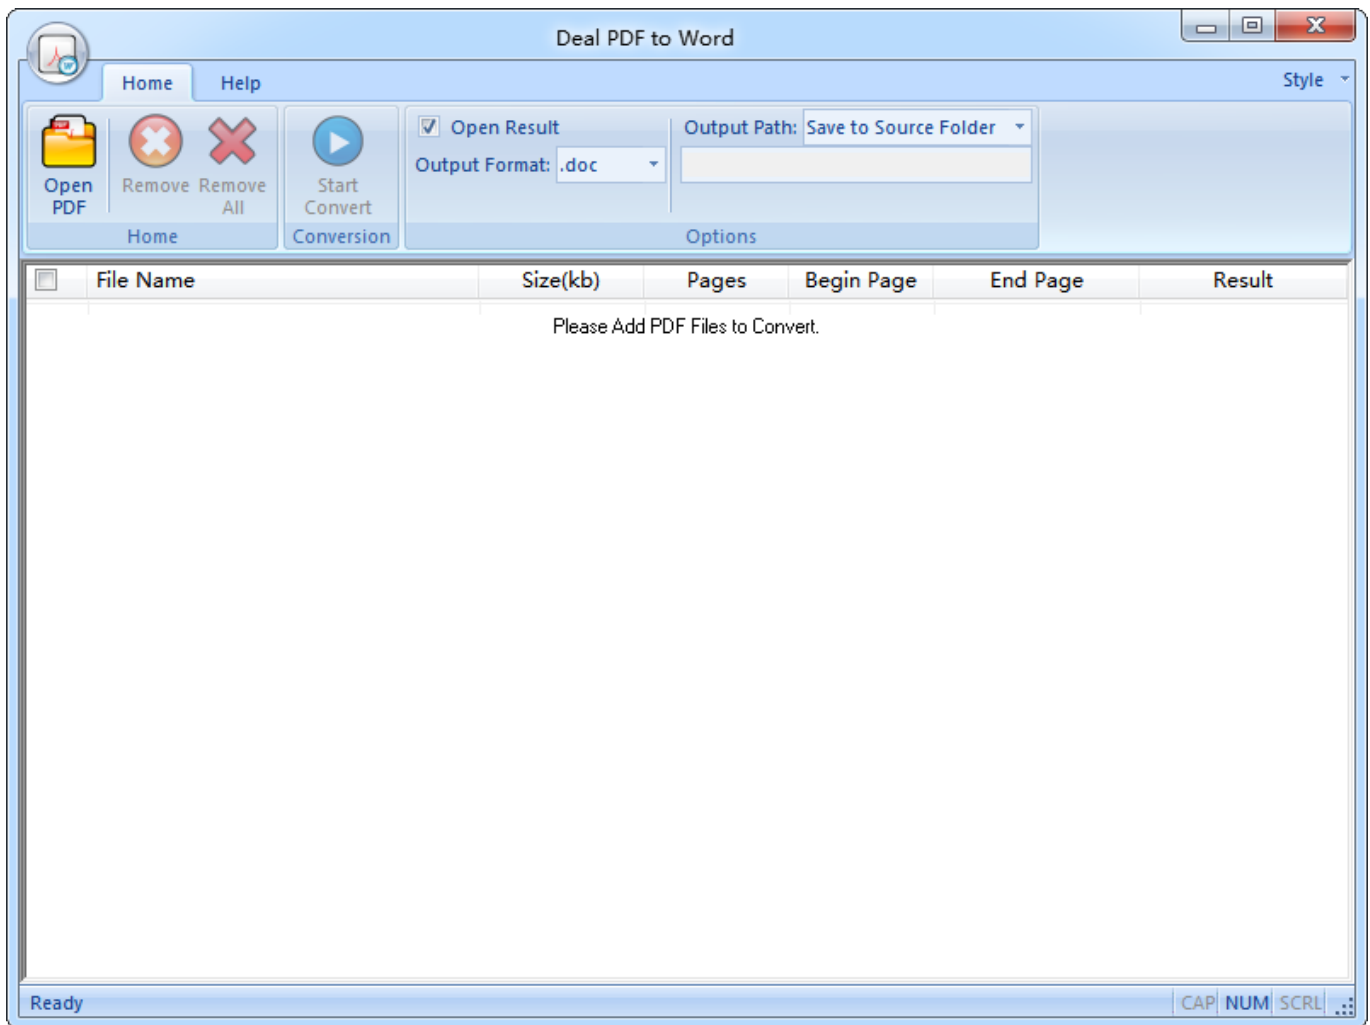 Deal PDF to Word
Home Help Style
Open PDF
Remove
Remove All
Home
Start Convert
Conversion
Open Result
Output Format: .doc
Output Path: Save to Source Folder
Options
File Name Size(kb) Pages Begin Page End Page Result
Please Add PDF Files to Convert.
Ready CAP NUM SCRL